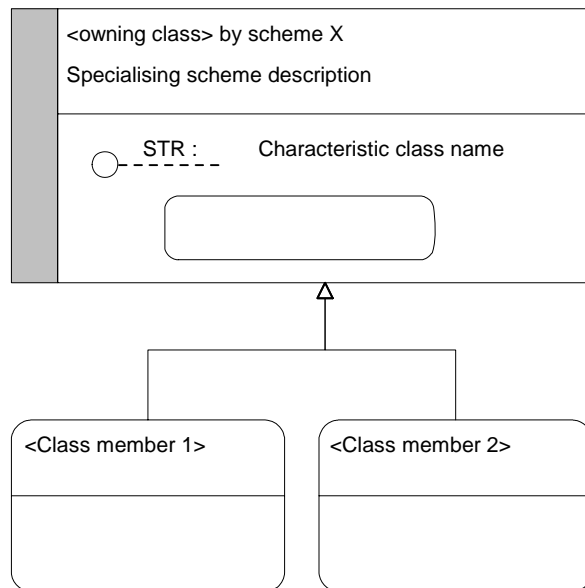 <owning class> by scheme X
Specialising scheme description
STR : Characteristic class name
<Class member 1>
<Class member 2>